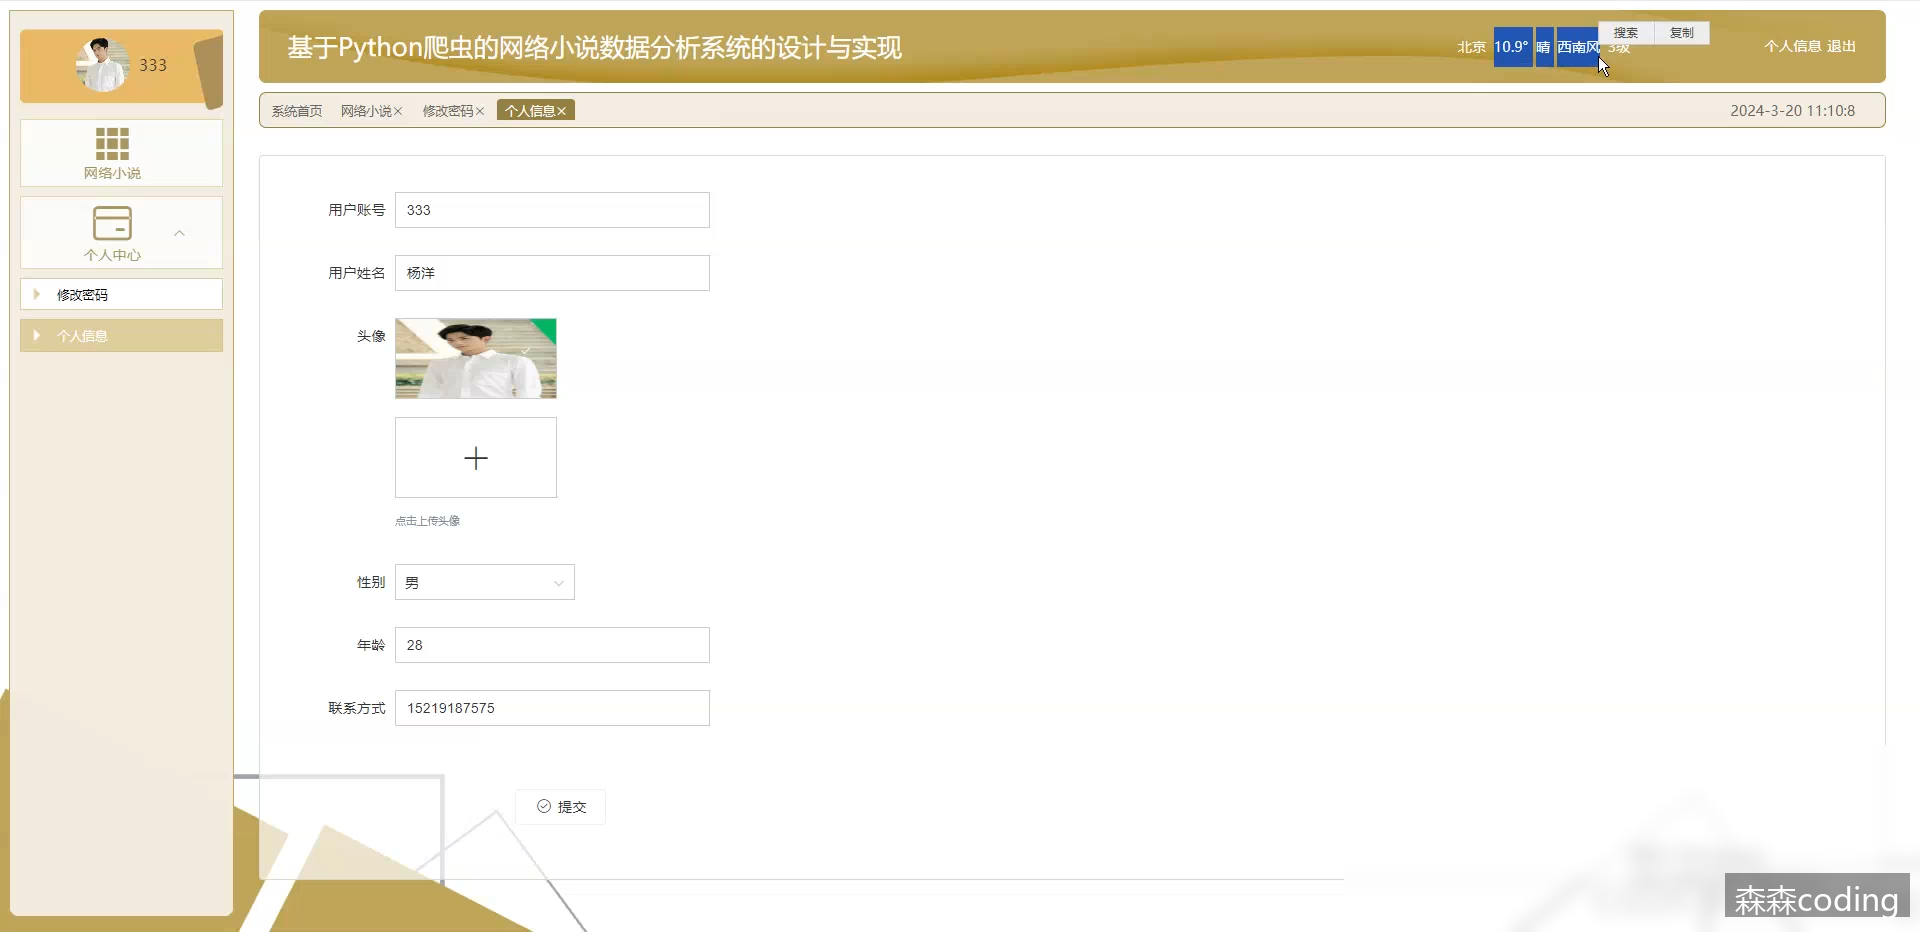 333
基于Python爬虫的网络小说数据分析系统的设计与实现
北京 10.9° 晴 西南风 3级
搜索 复制
个人信息 退出
系统首页 网络小说× 修改密码× 个人信息×
2024-3-20 11:10:8
网络小说
个人中心
修改密码
个人信息
用户账号 333
用户姓名 杨洋
头像
点击上传头像
性别 男
年龄 28
联系方式 15219187575
提交
森森coding